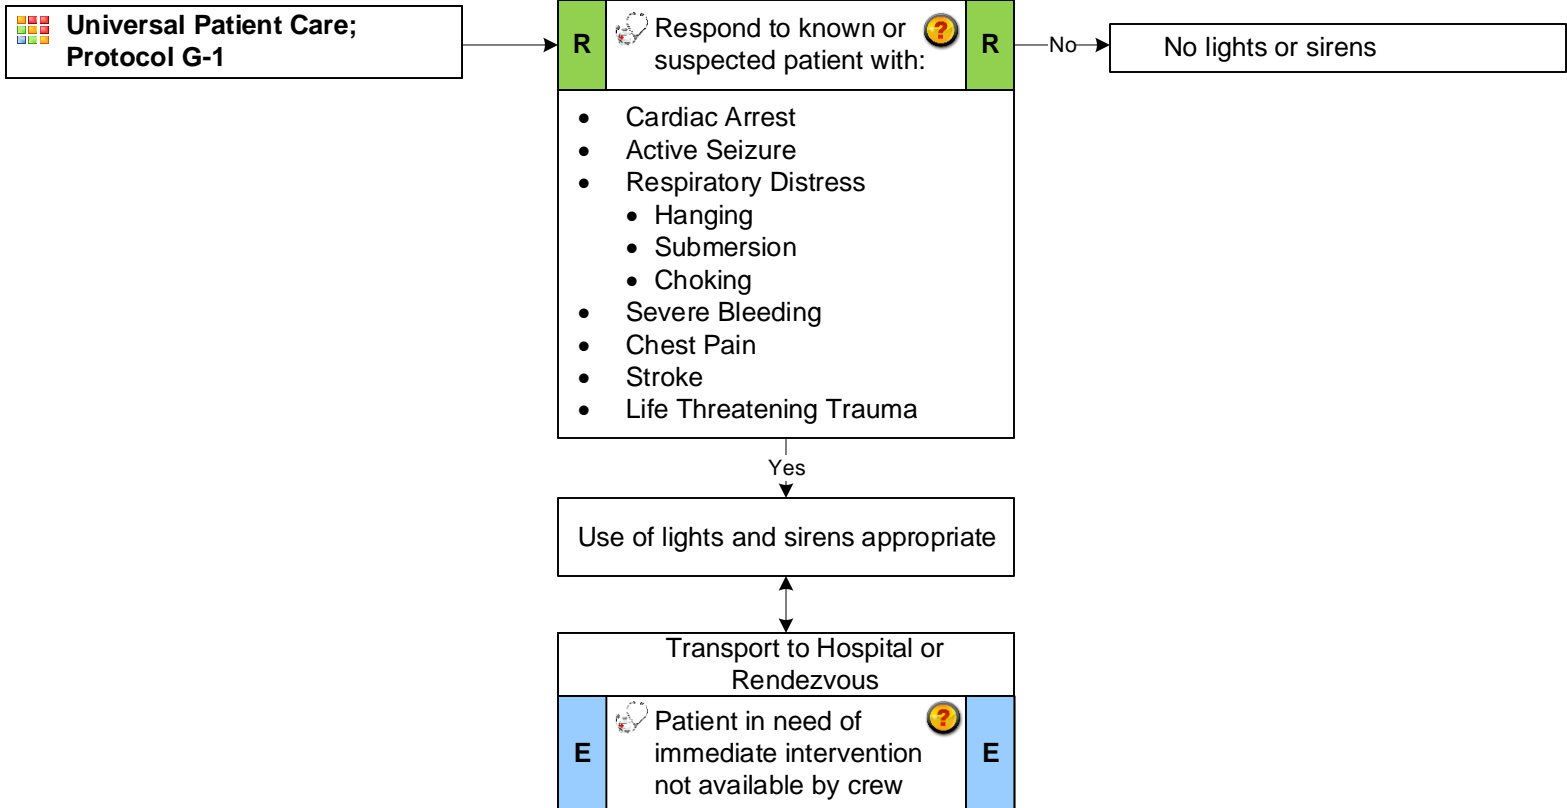 Universal Patient Care;
Protocol G-1
R
Respond to known or
suspected patient with:
?
R
No
No lights or sirens
• Cardiac Arrest
• Active Seizure
• Respiratory Distress
• Hanging
• Submersion
• Choking
• Severe Bleeding
• Chest Pain
• Stroke
• Life Threatening Trauma
Yes
Use of lights and sirens appropriate
Transport to Hospital or
Rendezvous
E
Patient in need of
immediate intervention
not available by crew
?
E